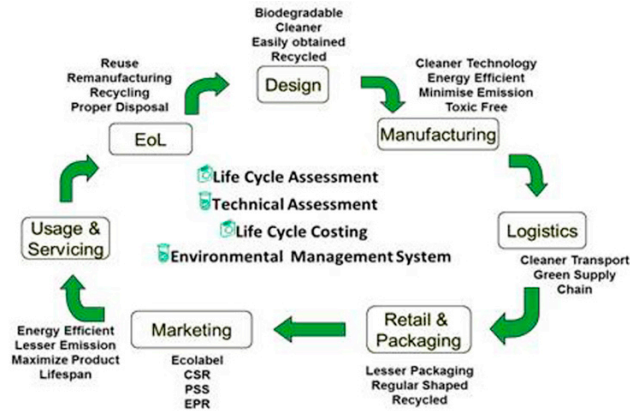 Biodegradable
Cleaner
Easily obtained
Recycled
Design
Cleaner Technology
Energy Efficient
Minimise Emission
Toxic Free
Manufacturing
Logistics
Cleaner Transport
Green Supply
Chain
Retail &
Packaging
Lesser Packaging
Regular Shaped
Recycled
Marketing
Ecolabel
CSR
PSS
EPR
Usage &
Servicing
Energy Efficient
Lesser Emission
Maximize Product
Lifespan
Reuse
Remanufacturing
Recycling
Proper Disposal
EoL
Life Cycle Assessment
Technical Assessment
Life Cycle Costing
Environmental Management System